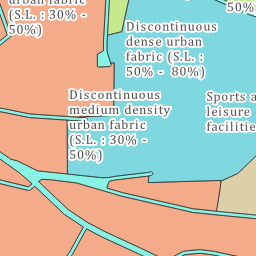 urban fabric
(S.L. : 30% -
50%)
50%
Discontinuous
dense urban
fabric (S.L. :
50% - 80%)
Discontinuous
medium density
urban fabric
(S.L. : 30% -
50%)
Sports a
leisure
facilitie